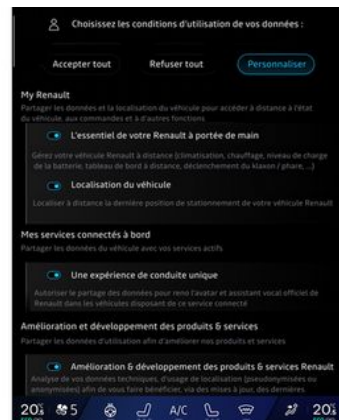 Choisissez les conditions d'utilisation de vos données :
Accepter tout Refuser tout Personnaliser
My Renault
Partager les données et la localisation du véhicule pour accéder à distance à l'état
du véhicule, aux commandes et à d'autres fonctions
L'essentiel de votre Renault à portée de main
Gérez votre véhicule Renault à distance (climatisation, chauffage, niveau de charge
de la batterie, tableau de bord à distance, déclenchement du klaxon / phare, ...)
Localisation du véhicule
Localiser à distance la dernière position de stationnement de votre véhicule Renault
Mes services connectés à bord
Partager les données du véhicule avec vos services actifs
Une expérience de conduite unique
Autoriser le partage des données pour reno l'avatar et assistant vocal officiel de
Renault dans les véhicules disposant de ce service connecté
Amélioration et développement des produits & services
Partager les données d'utilisation afin d'améliorer nos produits et services
Amélioration & développement des produits & services Renault
Analyse de vos données techniques, d'usage de localisation (pseudonymisées ou
anonymisées) afin de vous faire bénéficier, via des mises à jour, des dernières
20⁵ 5 A/C 20⁵